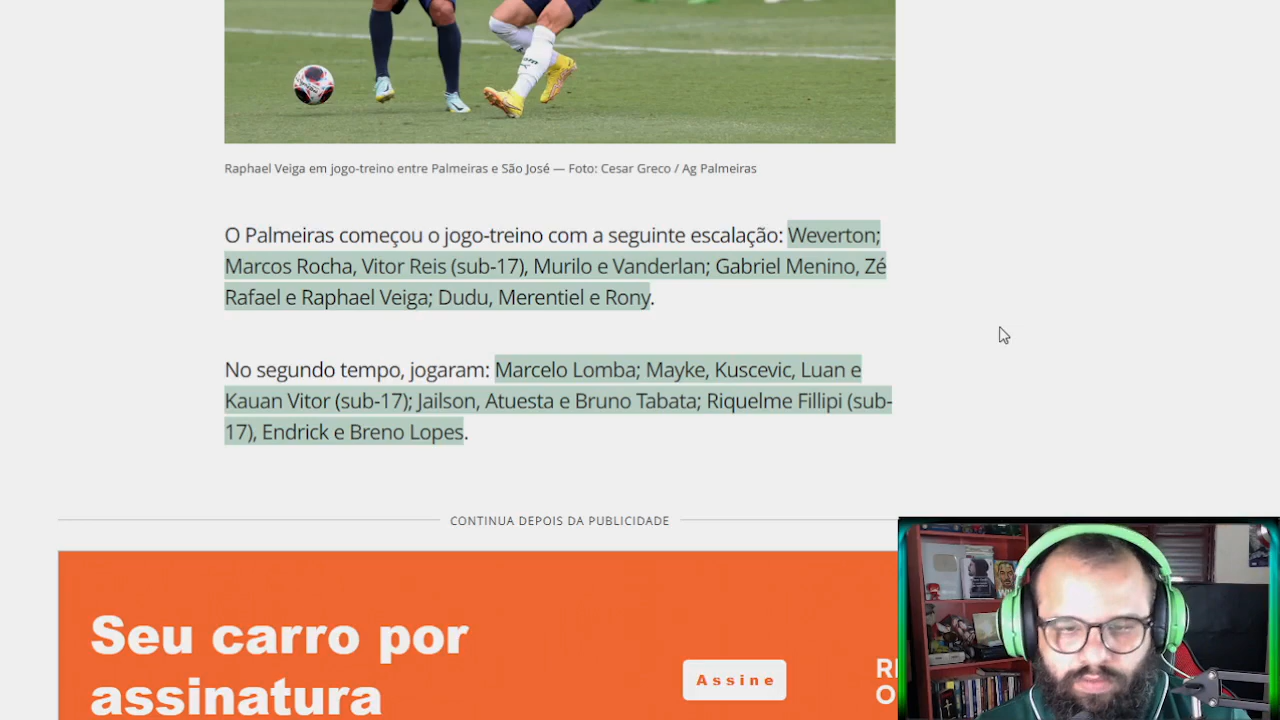 Raphael Veiga em jogo-treino entre Palmeiras e São José — Foto: Cesar Greco / Ag Palmeiras
O Palmeiras começou o jogo-treino com a seguinte escalação: Weverton;
Marcos Rocha, Vitor Reis (sub-17), Murilo e Vanderlan; Gabriel Menino, Zé
Rafael e Raphael Veiga; Dudu, Merentiel e Rony.
No segundo tempo, jogaram: Marcelo Lomba; Mayke, Kuscevic, Luan e
Kauan Vitor (sub-17); Jailson, Atuesta e Bruno Tabata; Riquelme Fillipi (sub-
17), Endrick e Breno Lopes.
CONTINUA DEPOIS DA PUBLICIDADE
Seu carro por
assinatura
Assine